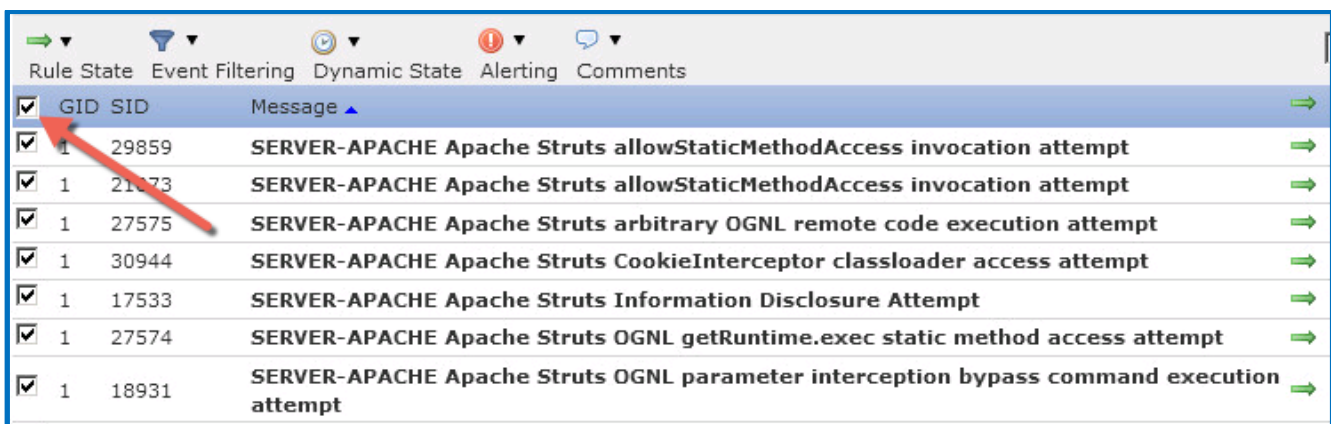 Rule State Event Filtering Dynamic State Alerting Comments
GID SID Message
1 29859 SERVER-APACHE Apache Struts allowStaticMethodAccess invocation attempt
1 21073 SERVER-APACHE Apache Struts allowStaticMethodAccess invocation attempt
1 27575 SERVER-APACHE Apache Struts arbitrary OGNL remote code execution attempt
1 30944 SERVER-APACHE Apache Struts CookieInterceptor classloader access attempt
1 17533 SERVER-APACHE Apache Struts Information Disclosure Attempt
1 27574 SERVER-APACHE Apache Struts OGNL getRuntime.exec static method access attempt
1 18931 SERVER-APACHE Apache Struts OGNL parameter interception bypass command execution
attempt